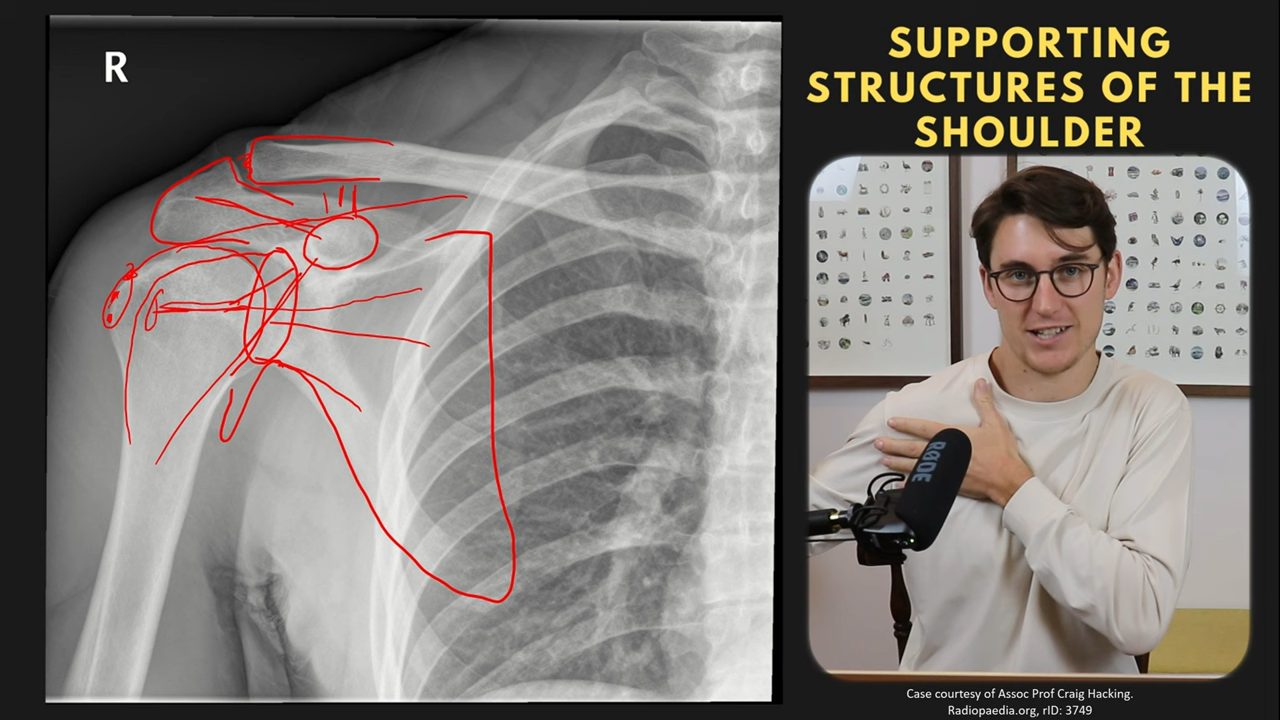 R
SUPPORTING
STRUCTURES OF THE
SHOULDER
RØDE
Case courtesy of Assoc Prof Craig Hacking.
Radiopaedia.org, rID: 3749